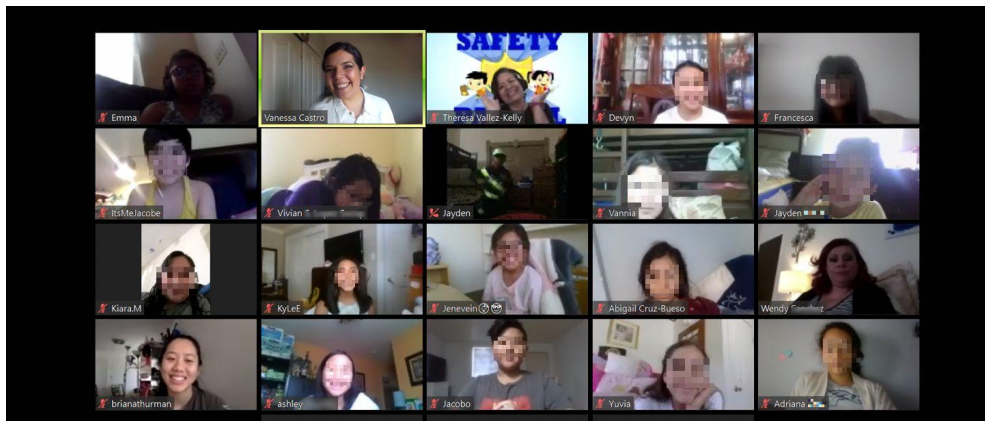 SAFETY
Emma
Vanessa Castro
Theresa Vallez-Kelly
Devyn
Francesca
ItsMeJacobe
Vivian
Jayden
Vannia
Jayden
Kiara.M
KyLeE
Jenevein
Abigail Cruz-Bueso
Wendy
brianathurman
ashley
Jacobo
Yuvia
Adriana